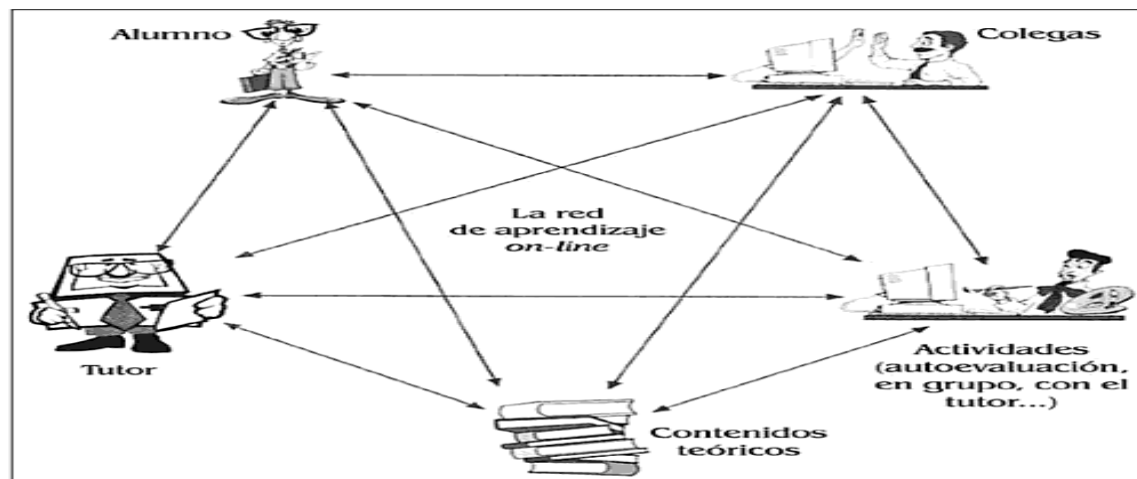 Alumno
Colegas
La red
de aprendizaje
on-line
Tutor
Actividades
(autoevaluación,
en grupo, con el
tutor...)
Contenidos
teóricos